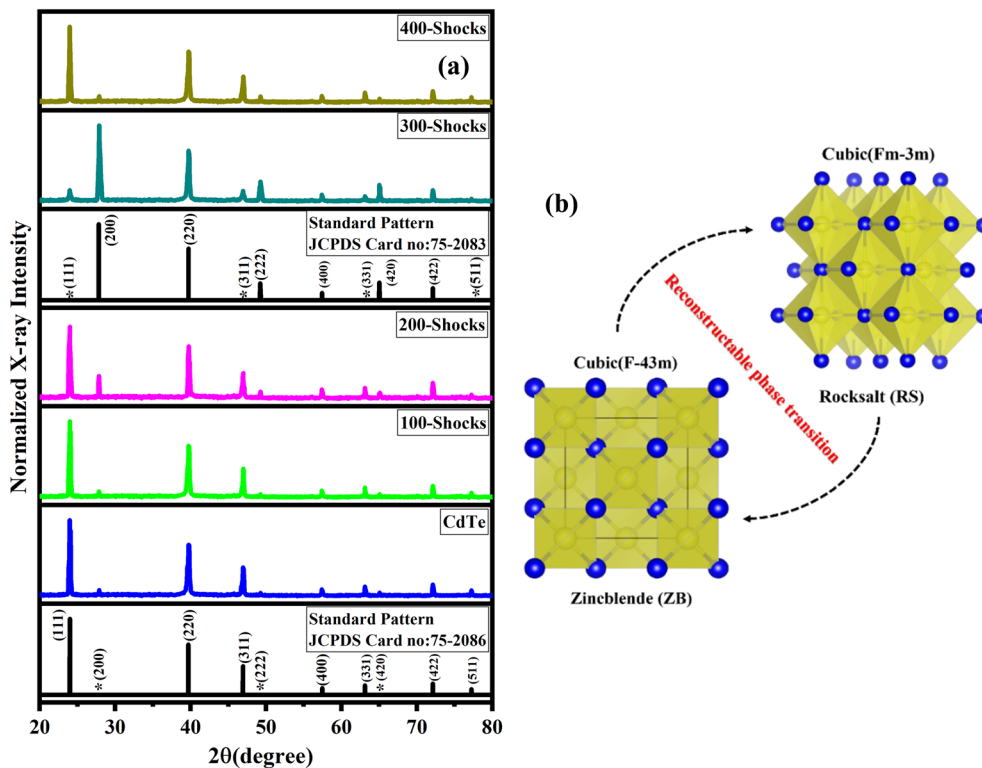 400-Shocks
(a)
300-Shocks
Standard Pattern
JCPDS Card no:75-2083
*(111)
(200)
(220)
*(311)
(222)
(400)
*(331)
(420)
(422)
*(511)
200-Shocks
100-Shocks
CdTe
Standard Pattern
JCPDS Card no:75-2086
(111)
*(200)
(220)
(311)
*(222)
(400)
(331)
*(420)
(422)
(511)
20 30 40 50 60 70 80
2θ(degree)
Normalized X-ray Intensity
(b)
Cubic(Fm-3m)
Rocksalt (RS)
Reconstructable phase transition
Cubic(F-43m)
Zincblende (ZB)